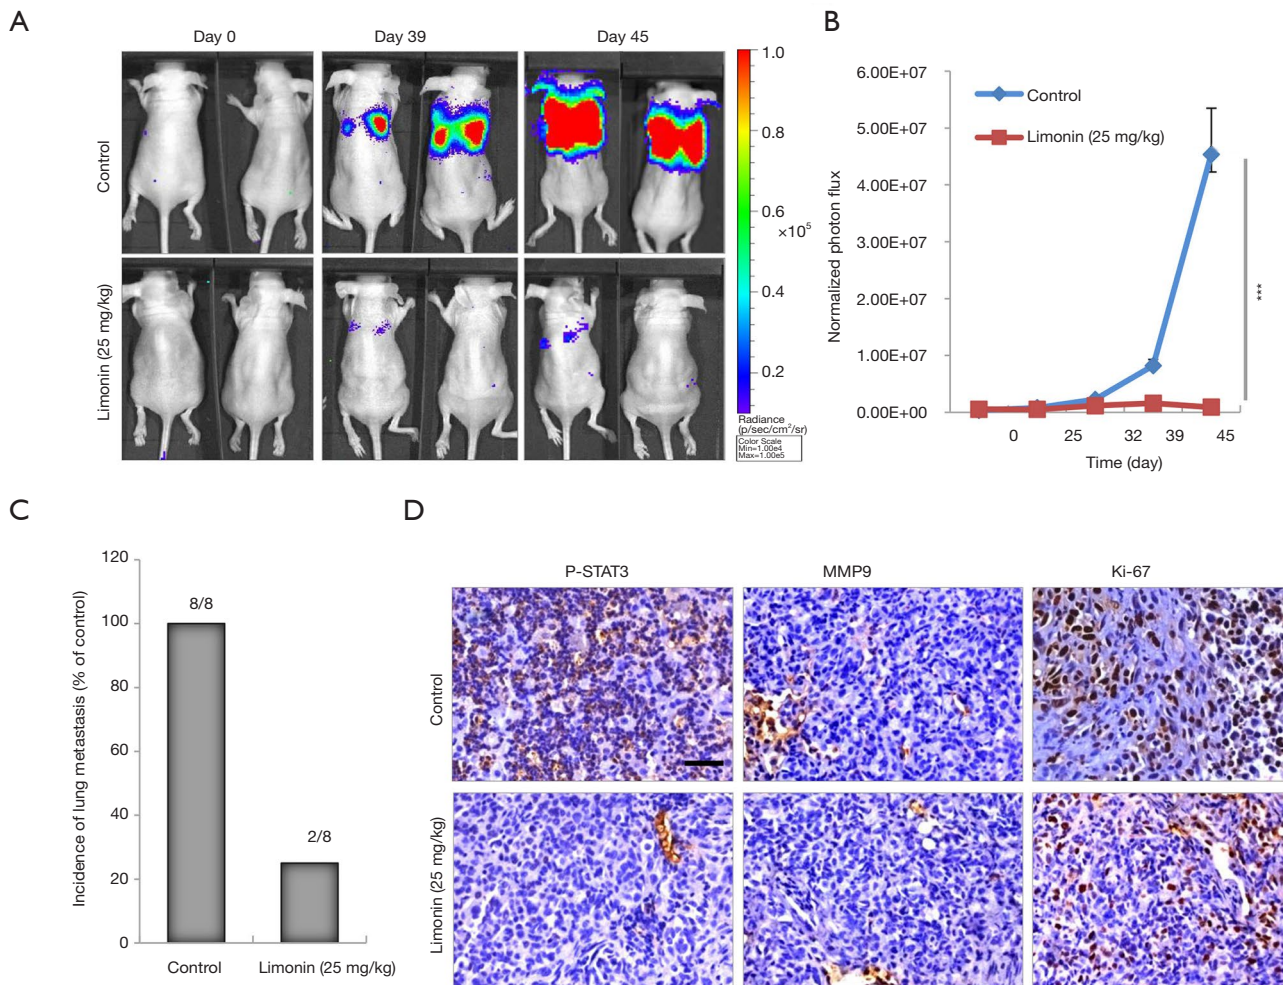 A
Day 0
Day 39
Day 45
Control
Limonin (25 mg/kg)
1.0
0.8
0.6
×10⁵
0.4
0.2
Radiance
(p/sec/cm²/sr)
Color Scale
Min=1.00e4
Max=1.00e5
B
Normalized photon flux
6.00E+07
5.00E+07
4.00E+07
3.00E+07
2.00E+07
1.00E+07
0.00E+00
Control
Limonin (25 mg/kg)
***
0 25 32 39 45
Time (day)
C
Incidence of lung metastasis (% of control)
120
100
80
60
40
20
0
8/8
2/8
Control
Limonin (25 mg/kg)
D
P-STAT3
MMP9
Ki-67
Control
Limonin (25 mg/kg)